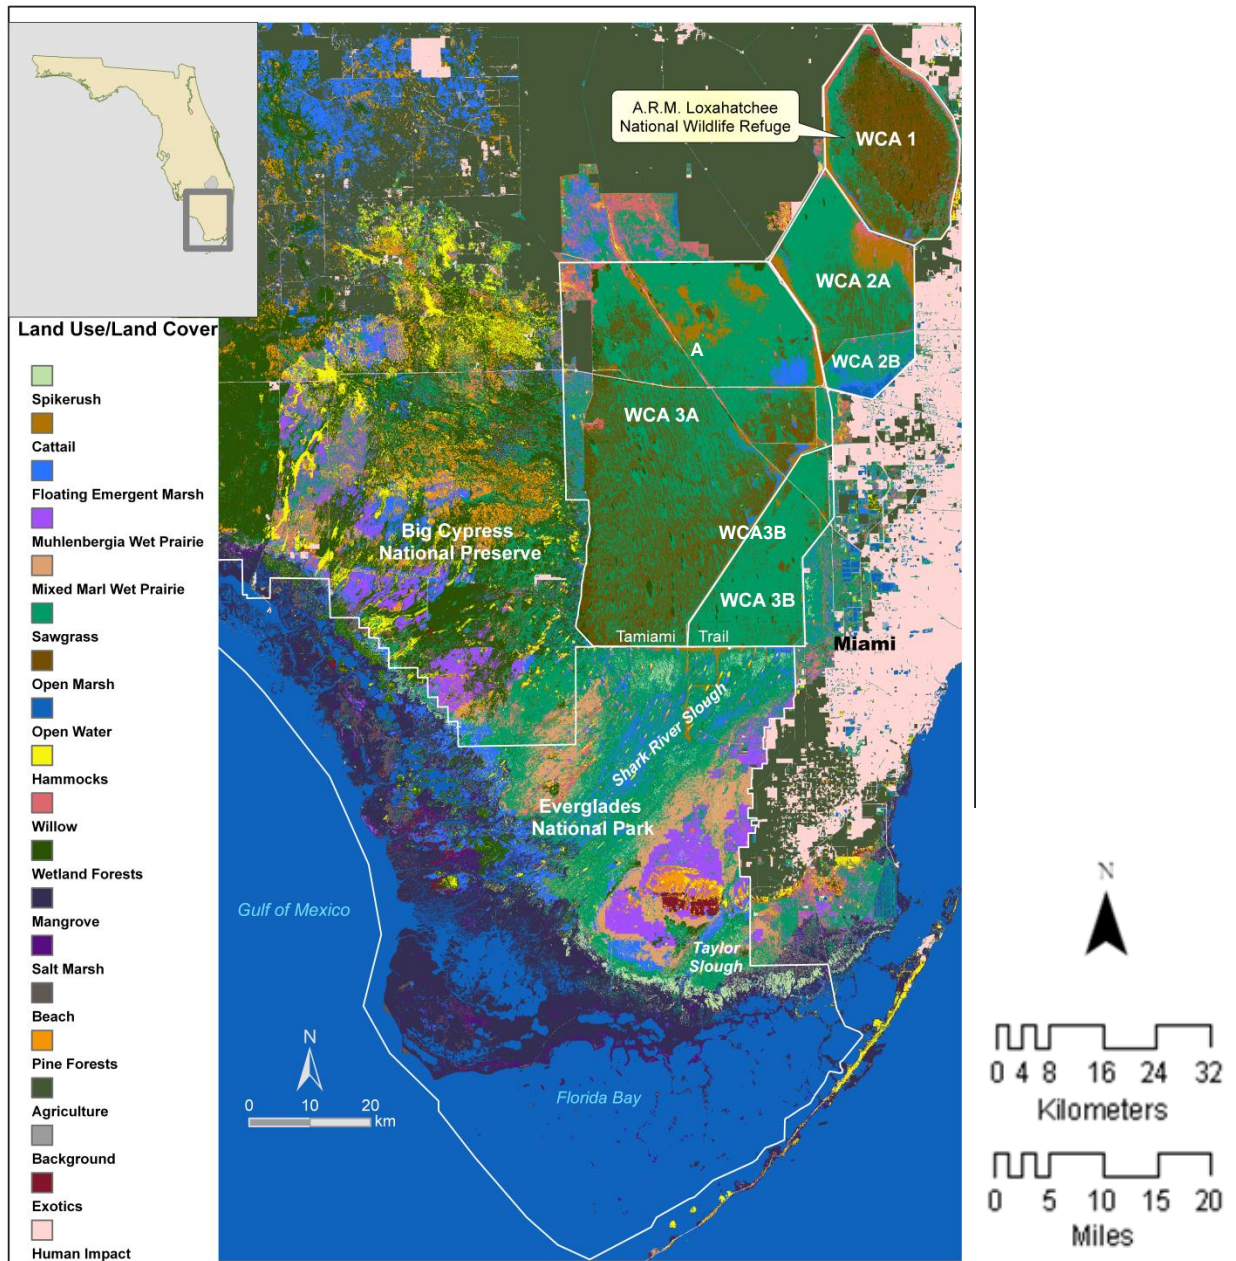 A.R.M. Loxahatchee
National Wildlife Refuge
WCA 1
WCA 2A
WCA 2B
A
WCA 3A
WCA3B
WCA 3B
Big Cypress
National Preserve
Tamiami Trail
Miami
Shark River Slough
Everglades
National Park
Taylor
Slough
Gulf of Mexico
Florida Bay
N
0 10 20
km
Land Use/Land Cover
Spikerush
Cattail
Floating Emergent Marsh
Muhlenbergia Wet Prairie
Mixed Marl Wet Prairie
Sawgrass
Open Marsh
Open Water
Hammocks
Willow
Wetland Forests
Mangrove
Salt Marsh
Beach
Pine Forests
Agriculture
Background
Exotics
Human Impact
N
0 4 8 16 24 32
Kilometers
0 5 10 15 20
Miles